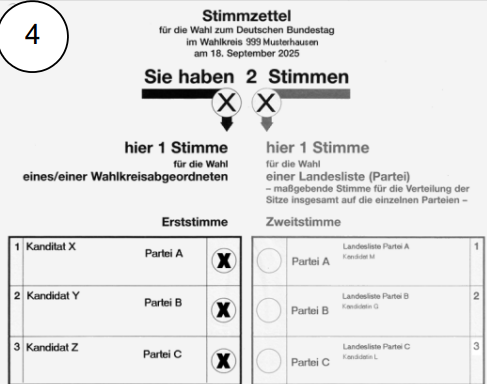 4
Stimmzettel
für die Wahl zum Deutschen Bundestag
im Wahlkreis 999 Musterhausen
am 18. September 2025
Sie haben 2 Stimmen
X X
hier 1 Stimme
für die Wahl
eines/einer Wahlkreisabgeordneten
hier 1 Stimme
für die Wahl
einer Landesliste (Partei)
– maßgebende Stimme für die Verteilung der
Sitze insgesamt auf die einzelnen Parteien –
Erststimme
Zweitstimme
1 Kanditat X Partei A X
Partei A Landesliste Partei A 1
Kandidat M
2 Kandidat Y Partei B X
Partei B Landesliste Partei B 2
Kandidatin G
3 Kandidat Z Partei C X
Partei C Landesliste Partei C 3
Kandidatin L